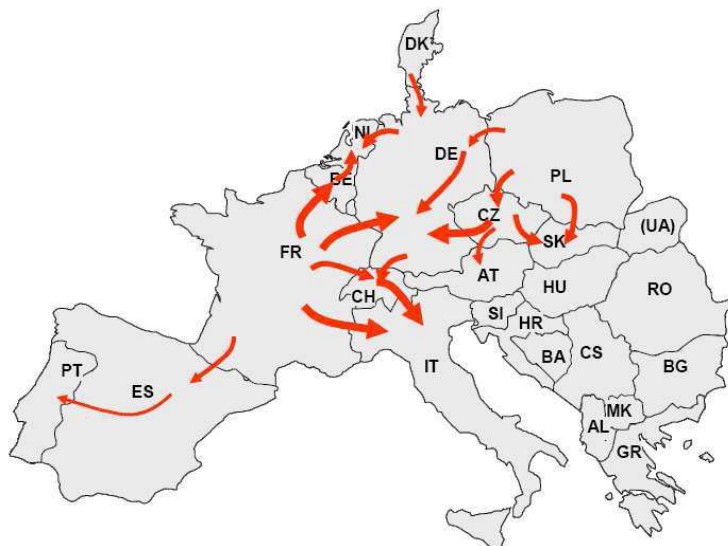 DK
NL
BE
DE
PL
CZ
SK
(UA)
FR
CH
AT
HU
RO
SI
HR
BA
CS
BG
IT
PT
ES
MK
AL
GR